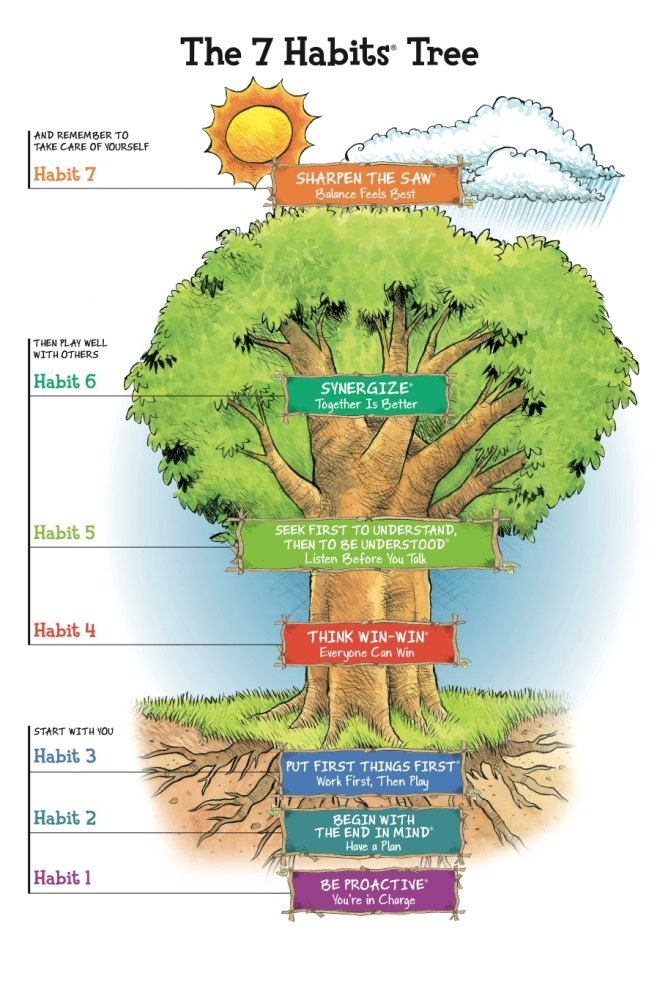 The 7 Habits® Tree
AND REMEMBER TO
TAKE CARE OF YOURSELF
Habit 7
SHARPEN THE SAW®
Balance Feels Best
THEN PLAY WELL
WITH OTHERS
Habit 6
SYNERGIZE®
Together Is Better
Habit 5
SEEK FIRST TO UNDERSTAND,
THEN TO BE UNDERSTOOD®
Listen Before You Talk
Habit 4
THINK WIN-WIN®
Everyone Can Win
START WITH YOU
Habit 3
PUT FIRST THINGS FIRST®
Work First, Then Play
Habit 2
BEGIN WITH
THE END IN MIND®
Have a Plan
Habit 1
BE PROACTIVE®
You're in Charge